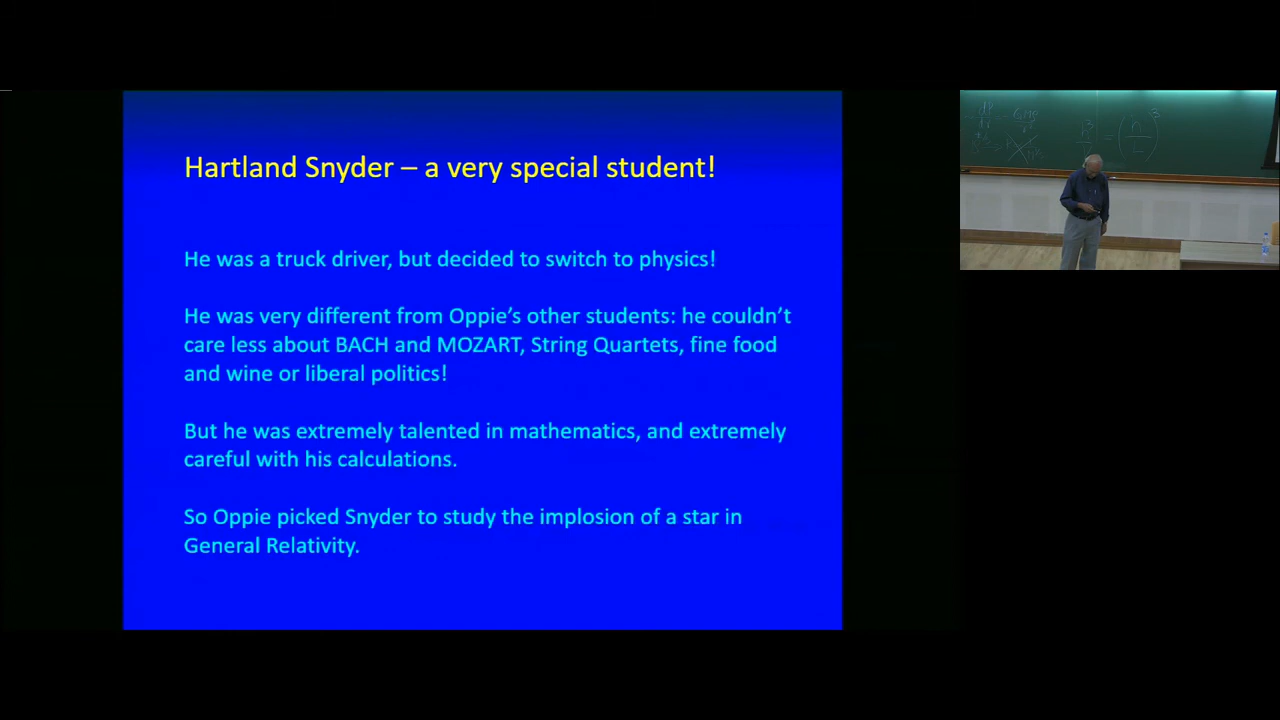 Hartland Snyder – a very special student!
He was a truck driver, but decided to switch to physics!
He was very different from Oppie’s other students: he couldn’t
care less about BACH and MOZART, String Quartets, fine food
and wine or liberal politics!
But he was extremely talented in mathematics, and extremely
careful with his calculations.
So Oppie picked Snyder to study the implosion of a star in
General Relativity.